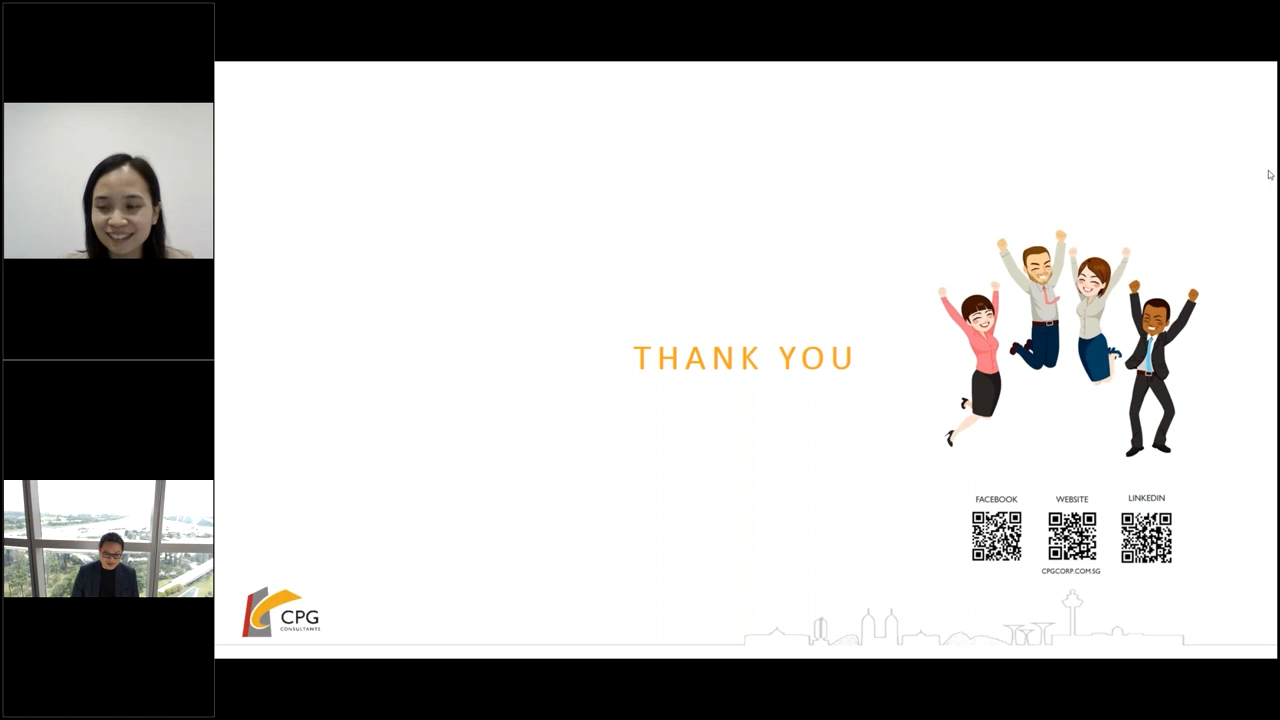 THANK YOU
FACEBOOK
WEBSITE
LINKEDIN
CPGCORP.COM.SG
CPG
CONSULTANTS